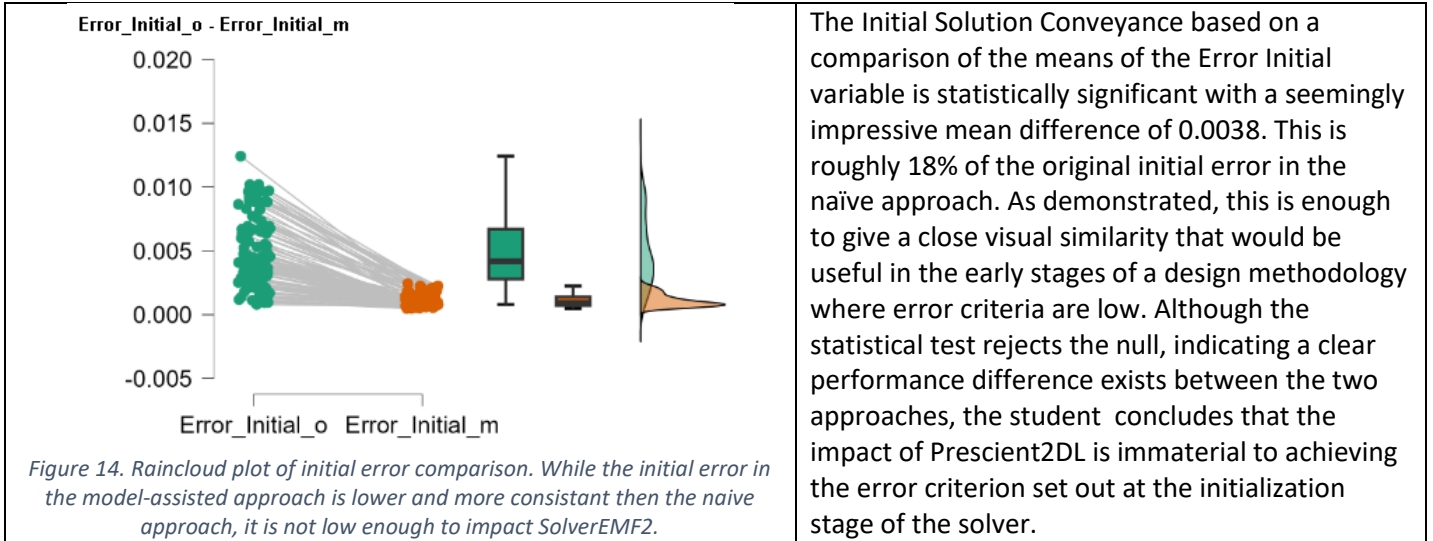 Error_Initial_o - Error_Initial_m
0.020
0.015
0.010
0.005
0.000
-0.005
Error_Initial_o Error_Initial_m
Figure 14. Raincloud plot of initial error comparison. While the initial error in
the model-assisted approach is lower and more consistant then the naive
approach, it is not low enough to impact SolverEMF2.
The Initial Solution Conveyance based on a
comparison of the means of the Error Initial
variable is statistically significant with a seemingly
impressive mean difference of 0.0038. This is
roughly 18% of the original initial error in the
naïve approach. As demonstrated, this is enough
to give a close visual similarity that would be
useful in the early stages of a design methodology
where error criteria are low. Although the
statistical test rejects the null, indicating a clear
performance difference exists between the two
approaches, the student concludes that the
impact of Prescient2DL is immaterial to achieving
the error criterion set out at the initialization
stage of the solver.